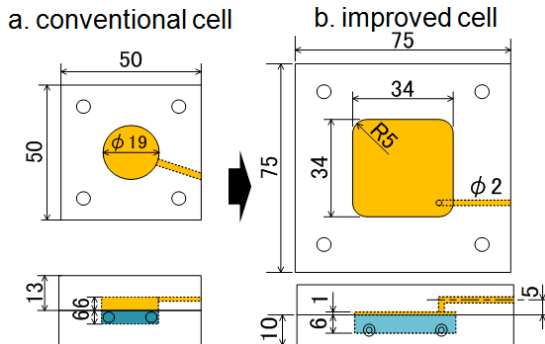 a. conventional cell
b. improved cell
50
75
50
ϕ19
75
34
34
R5
ϕ2
13
6
6
10
1
6
5